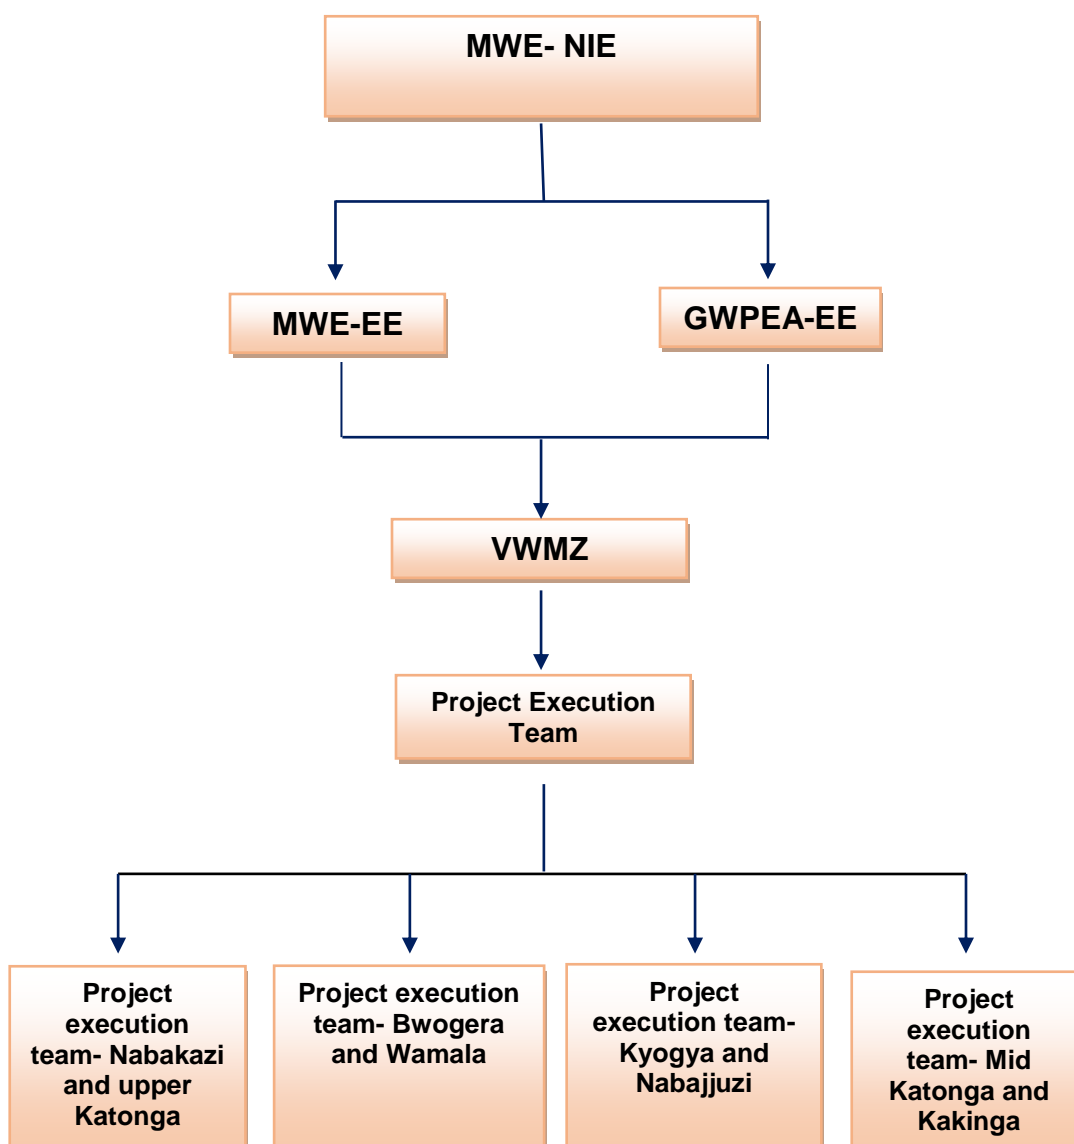 MWE- NIE
MWE-EE
GWPEA-EE
VWMZ
Project Execution
Team
Project
execution
team- Nabakazi
and upper
Katonga
Project execution
team- Bwogera
and Wamala
Project
execution team-
Kyogya and
Nabajjuzi
Project
execution
team- Mid
Katonga and
Kakinga